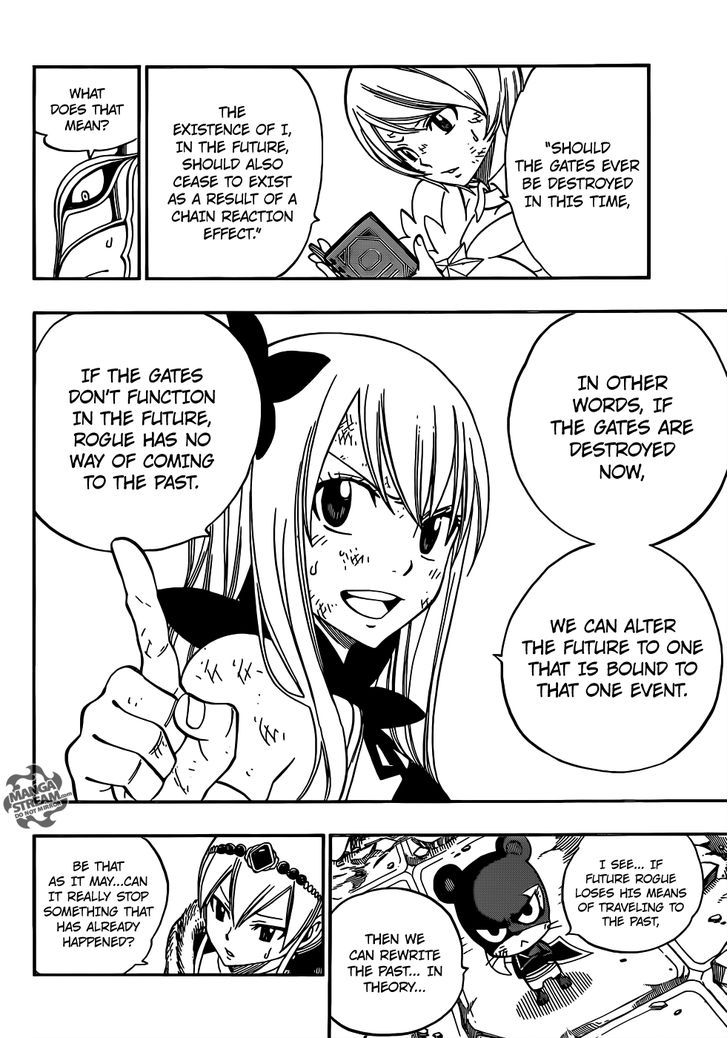 "SHOULD
THE GATES EVER
BE DESTROYED
IN THIS TIME,
THE
EXISTENCE OF I,
IN THE FUTURE,
SHOULD ALSO
CEASE TO EXIST
AS A RESULT OF A
CHAIN REACTION
EFFECT."
WHAT
DOES THAT
MEAN?
IN OTHER
WORDS, IF
THE GATES ARE
DESTROYED
NOW,
WE CAN ALTER
THE FUTURE TO ONE
THAT IS BOUND TO
THAT ONE EVENT.
IF THE GATES
DON'T FUNCTION
IN THE FUTURE,
ROGUE HAS NO
WAY OF COMING
TO THE PAST.
MANGA
STREAM.COM
DO NOT MIRROR
I SEE... IF
FUTURE ROGUE
LOSES HIS MEANS
OF TRAVELING TO
THE PAST,
THEN WE
CAN REWRITE
THE PAST... IN
THEORY...
BE THAT
AS IT MAY...CAN
IT REALLY STOP
SOMETHING THAT
HAS ALREADY
HAPPENED?